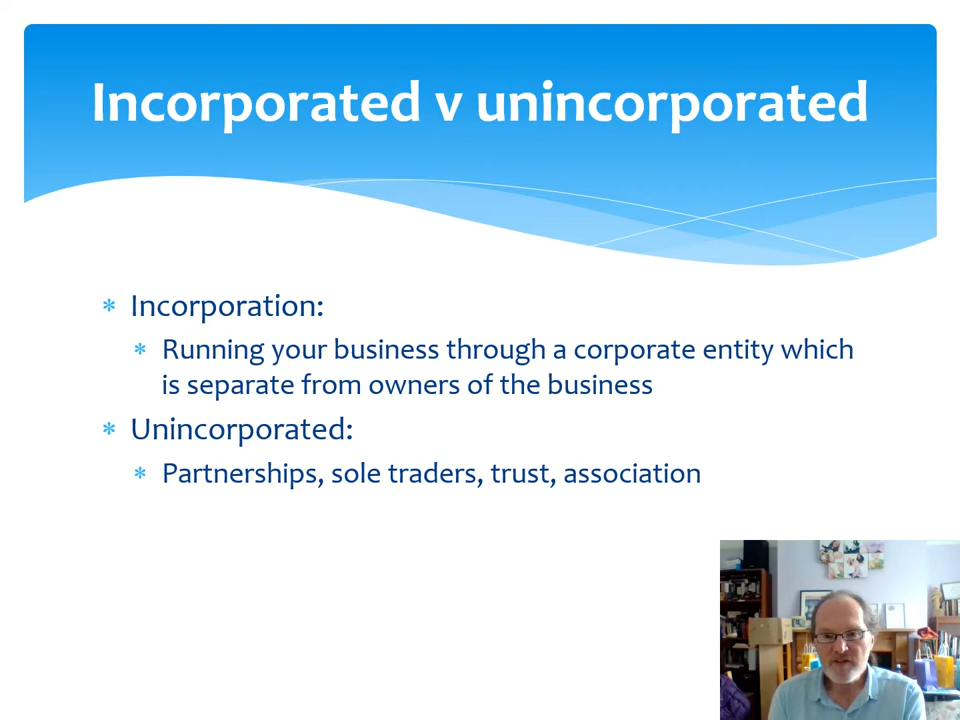 Incorporated v unincorporated
Incorporation:
Running your business through a corporate entity which
is separate from owners of the business
Unincorporated:
Partnerships, sole traders, trust, association